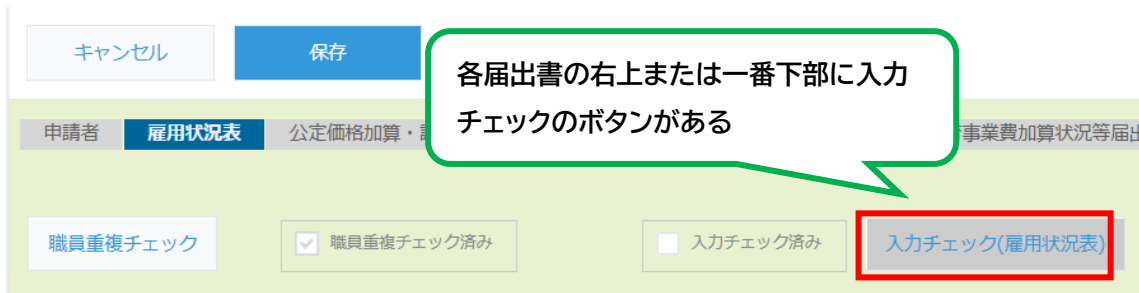 キャンセル
保存
各届出書の右上または一番下部に入力
チェックのボタンがある
申請者
雇用状況表
公定価格加算・
事業費加算状況等届出
職員重複チェック
職員重複チェック済み
入力チェック済み
入力チェック(雇用状況表)